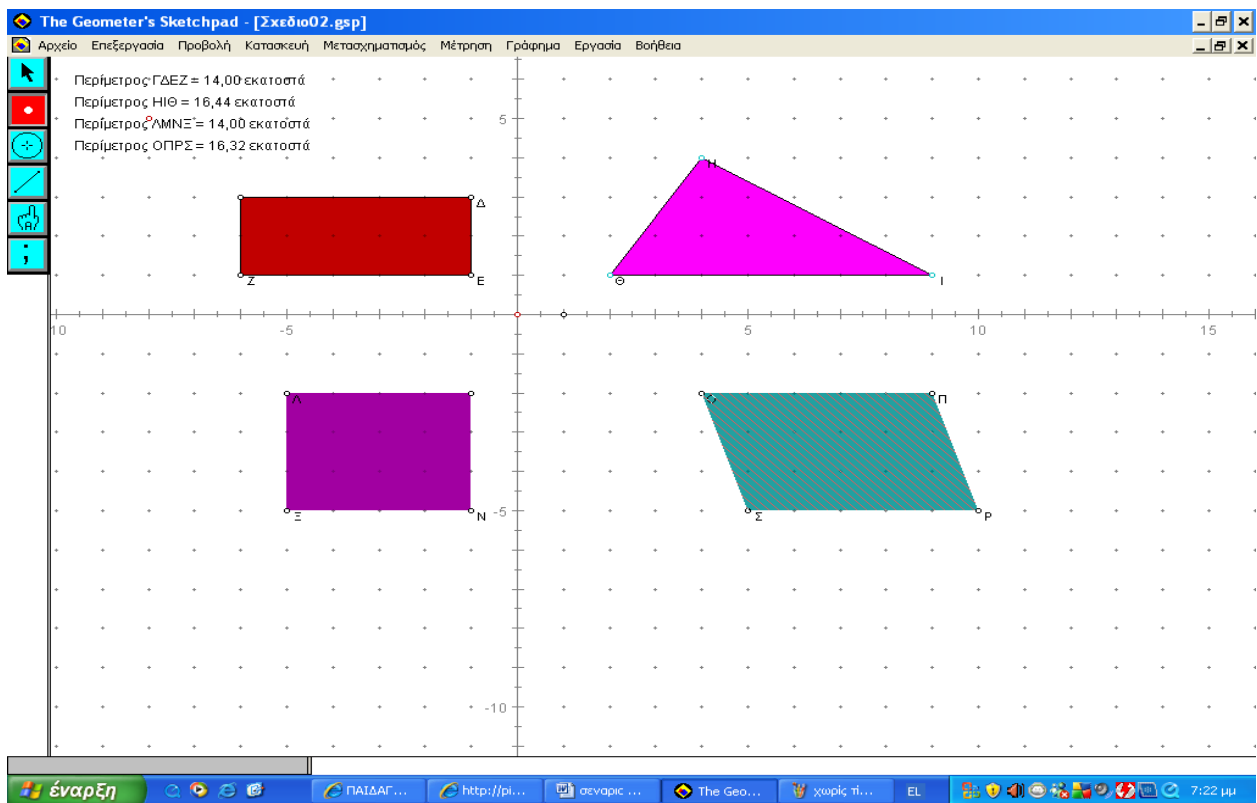 The Geometer's Sketchpad - [Σχεδιο02.gsp]
Αρχείο Επεξεργασία Προβολή Κατασκευή Μετασχηματισμός Μέτρηση Γράφημα Εργασία Βοήθεια
Περίμετρος ΓΔΕΖ = 14,00 εκατοστά
Περίμετρος ΗΙΘ = 16,44 εκατοστά
Περίμετρος ΛΜΝΞ = 14,00 εκατοστά
Περίμετρος ΟΠΡΣ = 16,32 εκατοστά
5
Η
Δ
Ζ Ε Θ Ι
10 -5 5 10 15
Λ Ο Π
Ξ Ν -5 Σ Ρ
-10
έναρξη ΠΑΙΔΑΓ... http://pi... σεναριο ... The Geo... χωρίς τί... EL 7:22 μμ